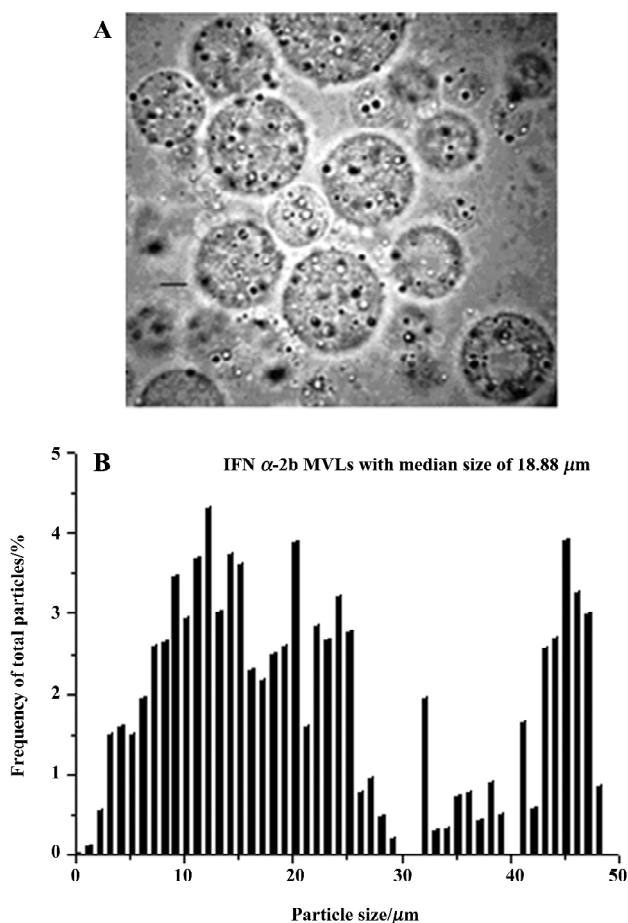 A
B
IFN α-2b MVLs with median size of 18.88 μm
Frequency of total particles/%
5
4
3
2
1
0
0 10 20 30 40 50
Particle size/μm